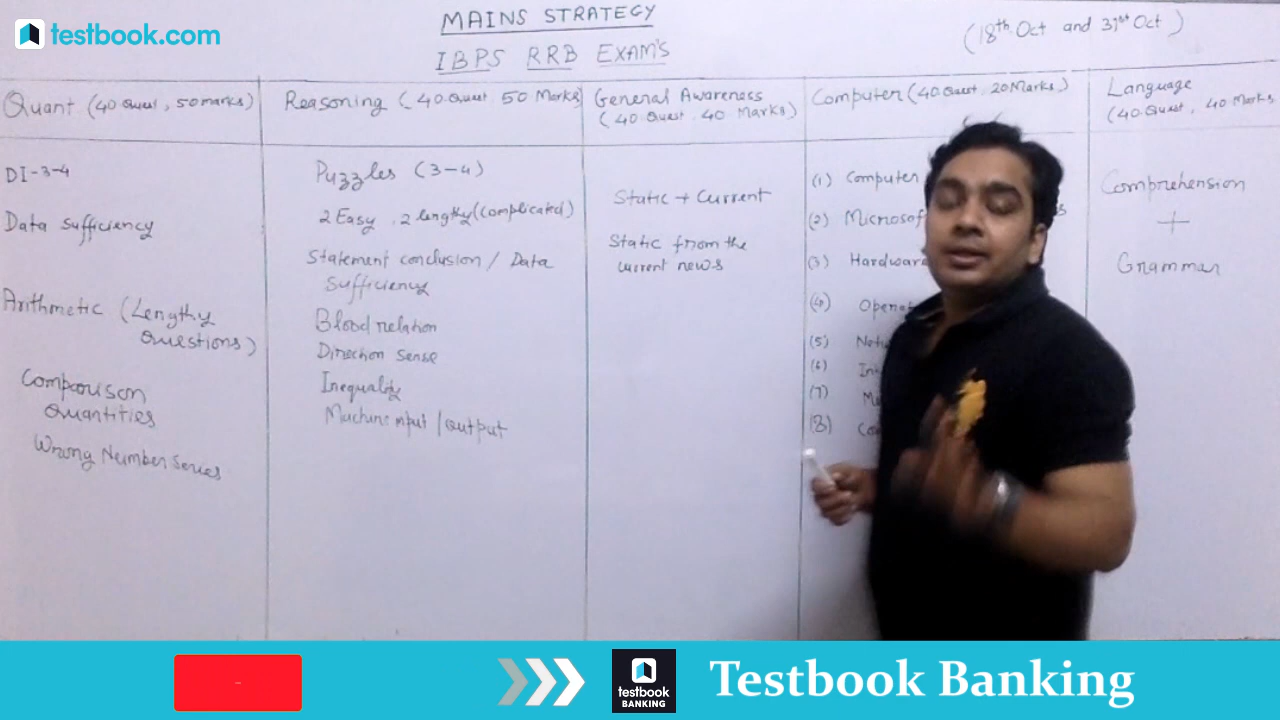 testbook.com
MAINS STRATEGY
IBPS RRB EXAM'S
(18th Oct and 31st Oct)
Quant (40 Quest, 50 marks)
DI-3-4
Data Sufficiency
Arithmetic (Lengthy
Questions)
Comparison
Quantities
Wrong Number Series
Reasoning (40 Quest. 50 Marks)
Puzzles (3-4)
2 Easy, 2 lengthy (complicated)
Statement conclusion / Data
Sufficiency
Blood relation
Direction sense
Inequality
Machine input / output
General Awareness
(40 Quest. 40 Marks)
Static + Current
Static from the
current news
Computer (40 Quest, 20 Marks)
(1) Computer
(2) Microsof
(3) Hardware
(4) Operat
(5)
(6)
(7)
(8)
Language
(40 Quest, 40 Marks
Comprehension
+
Grammar
testbook
BANKING
Testbook Banking